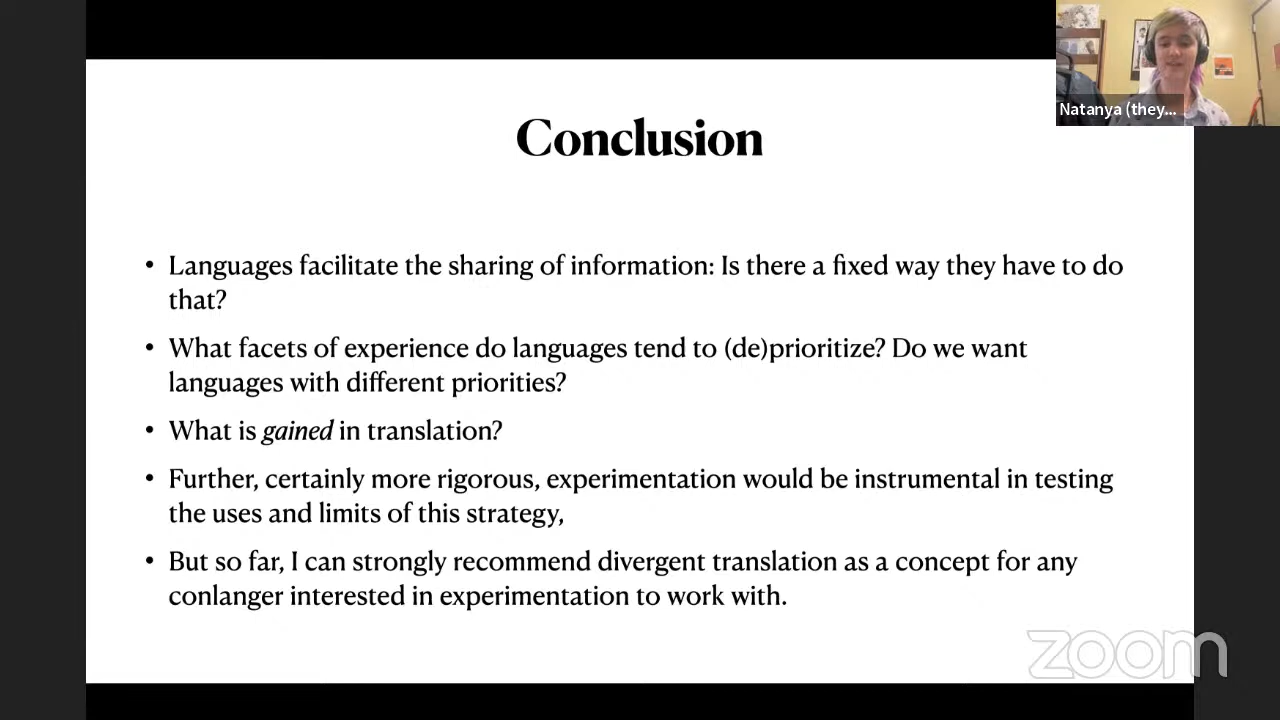 Natanya (they...
Conclusion
• Languages facilitate the sharing of information: Is there a fixed way they have to do
that?
• What facets of experience do languages tend to (de)prioritize? Do we want
languages with different priorities?
• What is gained in translation?
• Further, certainly more rigorous, experimentation would be instrumental in testing
the uses and limits of this strategy,
• But so far, I can strongly recommend divergent translation as a concept for any
conlanger interested in experimentation to work with.
zoom